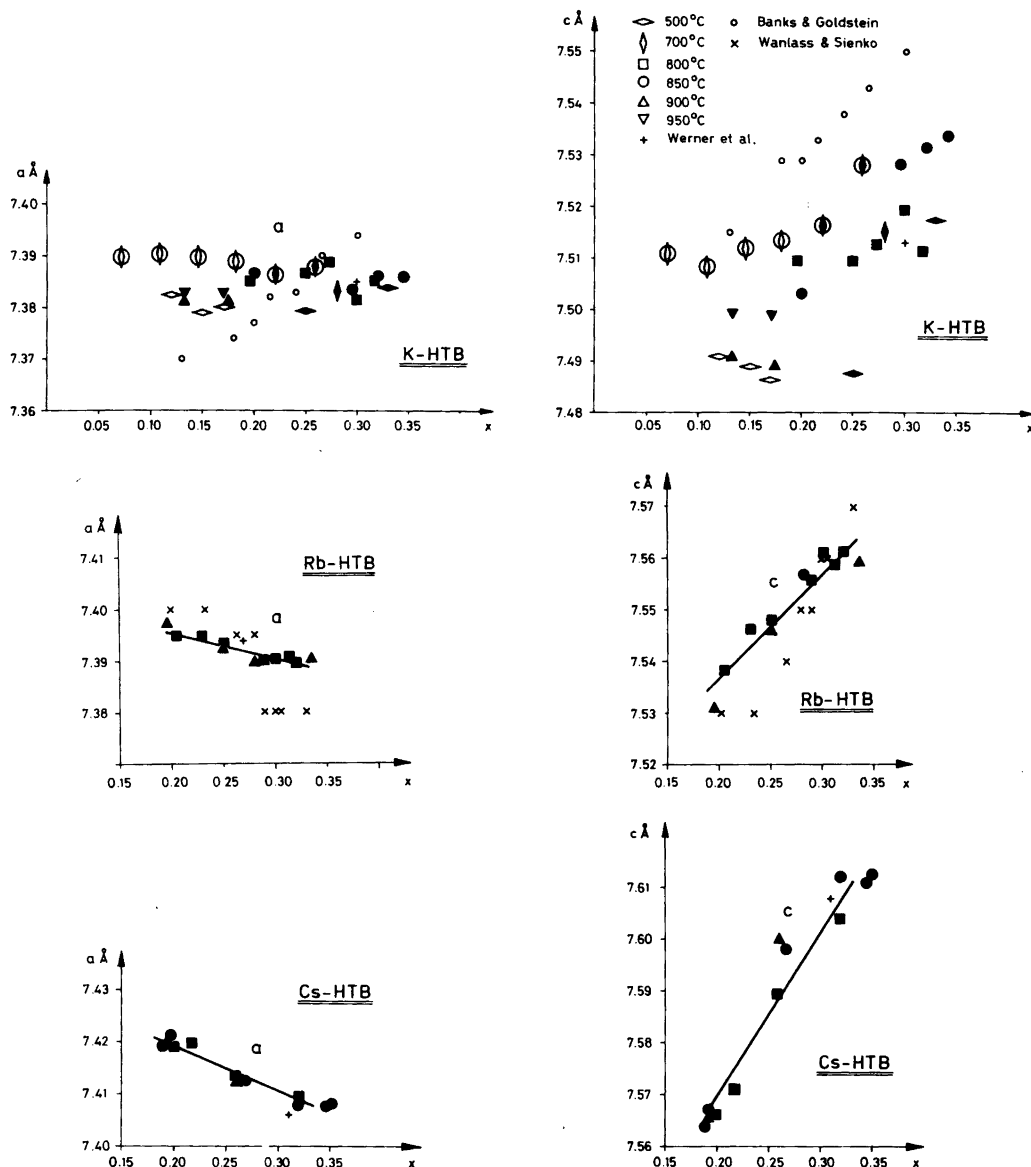 c Å
500°C
Banks & Goldstein
700°C
Wanlass & Sienko
800°C
850°C
900°C
950°C
Werner et al.
7.55
7.54
7.53
7.52
7.51
7.50
7.49
7.48
K-HTB
0.05 0.10 0.15 0.20 0.25 0.30 0.35 x
a Å
7.40
7.39
7.38
7.37
7.36
a
K-HTB
0.05 0.10 0.15 0.20 0.25 0.30 0.35 x
a Å
7.41
7.40
7.39
7.38
Rb-HTB
a
0.15 0.20 0.25 0.30 0.35 x
c Å
7.57
7.56
7.55
7.54
7.53
7.52
c
Rb-HTB
0.15 0.20 0.25 0.30 0.35 x
a Å
7.43
7.42
7.41
7.40
Cs-HTB
a
0.15 0.20 0.25 0.30 0.35 x
c Å
7.61
7.60
7.59
7.58
7.57
7.56
c
Cs-HTB
0.15 0.20 0.25 0.30 0.35 x